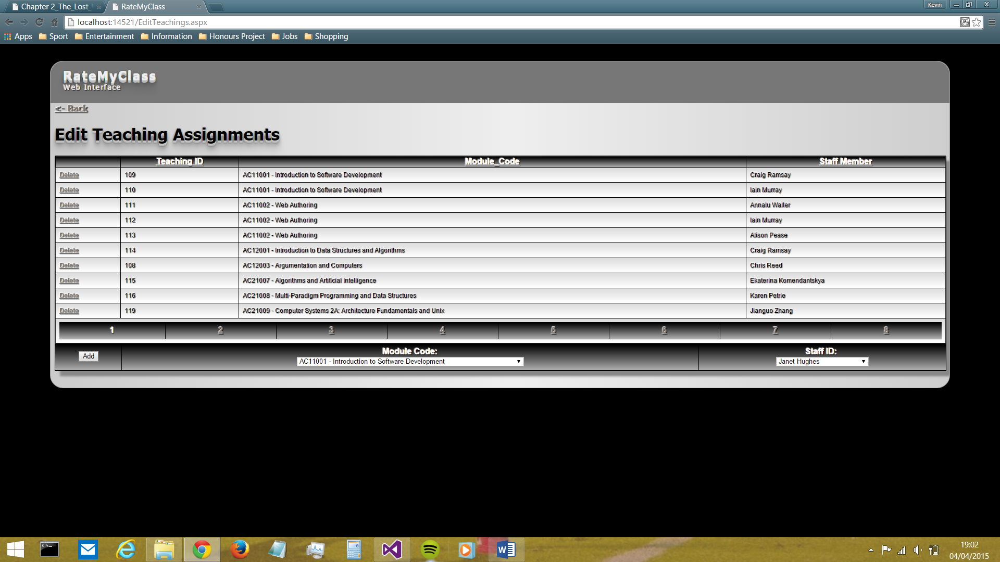 Chapter 2_The_Lost_
RateMyClass
Kevin
localhost:14521/EditTeachings.aspx
Apps Sport Entertainment Information Honours Project Jobs Shopping
RateMyClass
Web Interface
<- Back
Edit Teaching Assignments
Teaching ID Module_Code Staff Member
Delete 109 AC11001 - Introduction to Software Development Craig Ramsay
Delete 110 AC11001 - Introduction to Software Development Iain Murray
Delete 111 AC11002 - Web Authoring Annalu Waller
Delete 112 AC11002 - Web Authoring Iain Murray
Delete 113 AC11002 - Web Authoring Alison Pease
Delete 114 AC12001 - Introduction to Data Structures and Algorithms Craig Ramsay
Delete 108 AC12003 - Argumentation and Computers Chris Reed
Delete 115 AC21007 - Algorithms and Artificial Intelligence Ekaterina Komendantskya
Delete 116 AC21008 - Multi-Paradigm Programming and Data Structures Karen Petrie
Delete 119 AC21009 - Computer Systems 2A: Architecture Fundamentals and Unix Jianguo Zhang
1 2 3 4 5 6 7 8
Module Code: Staff ID:
Add AC11001 - Introduction to Software Development Janet Hughes
19:02
04/04/2015